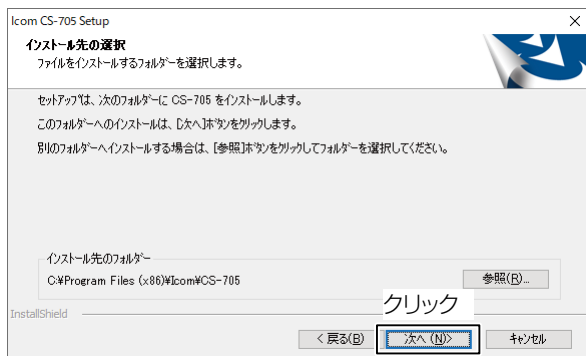 Icom CS-705 Setup
インストール先の選択
ファイルをインストールするフォルダーを選択します。
セットアップは、次のフォルダーに CS-705 をインストールします。
このフォルダーへのインストールは、[次へ]ボタンをクリックします。
別のフォルダーへインストールする場合は、[参照]ボタンをクリックしてフォルダーを選択してください。
インストール先のフォルダー
C:¥Program Files (x86)¥Icom¥CS-705
参照(R)...
クリック
InstallShield
< 戻る(B)
次へ (N)>
キャンセル